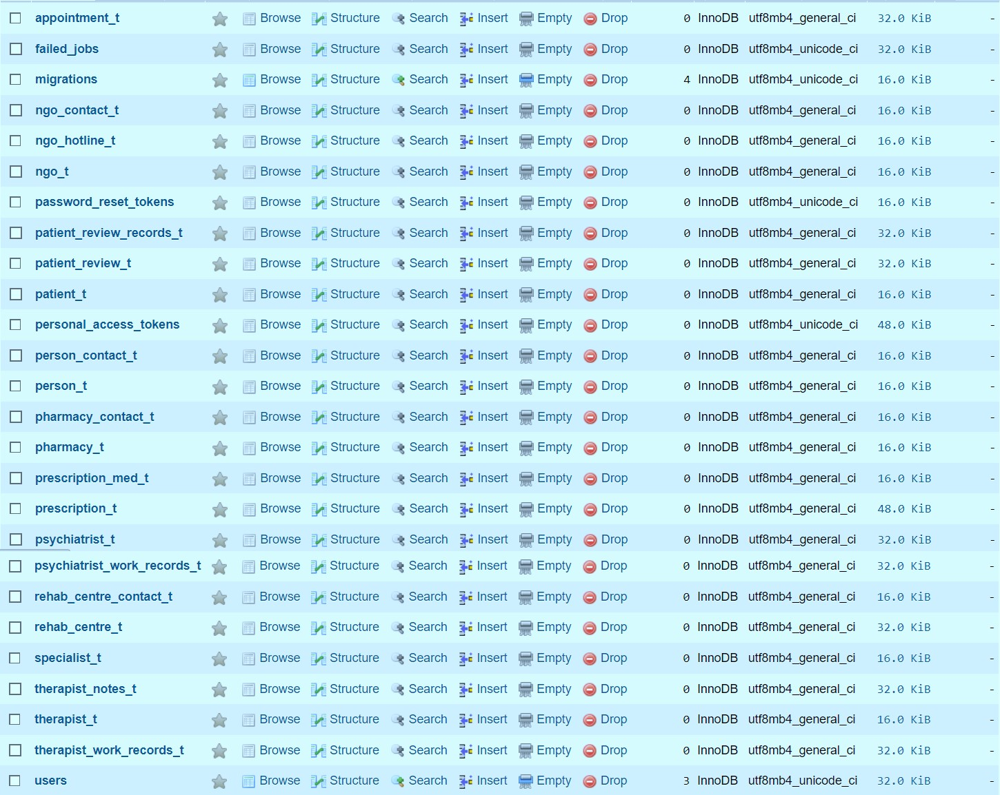 appointment_t Browse Structure Search Insert Empty Drop 0 InnoDB utf8mb4_general_ci 32.0 KiB -
failed_jobs Browse Structure Search Insert Empty Drop 0 InnoDB utf8mb4_unicode_ci 32.0 KiB -
migrations Browse Structure Search Insert Empty Drop 4 InnoDB utf8mb4_unicode_ci 16.0 KiB -
ngo_contact_t Browse Structure Search Insert Empty Drop 0 InnoDB utf8mb4_general_ci 16.0 KiB -
ngo_hotline_t Browse Structure Search Insert Empty Drop 0 InnoDB utf8mb4_general_ci 16.0 KiB -
ngo_t Browse Structure Search Insert Empty Drop 0 InnoDB utf8mb4_general_ci 16.0 KiB -
password_reset_tokens Browse Structure Search Insert Empty Drop 0 InnoDB utf8mb4_unicode_ci 16.0 KiB -
patient_review_records_t Browse Structure Search Insert Empty Drop 0 InnoDB utf8mb4_general_ci 32.0 KiB -
patient_review_t Browse Structure Search Insert Empty Drop 0 InnoDB utf8mb4_general_ci 32.0 KiB -
patient_t Browse Structure Search Insert Empty Drop 0 InnoDB utf8mb4_general_ci 16.0 KiB -
personal_access_tokens Browse Structure Search Insert Empty Drop 0 InnoDB utf8mb4_unicode_ci 48.0 KiB -
person_contact_t Browse Structure Search Insert Empty Drop 0 InnoDB utf8mb4_general_ci 16.0 KiB -
person_t Browse Structure Search Insert Empty Drop 0 InnoDB utf8mb4_general_ci 16.0 KiB -
pharmacy_contact_t Browse Structure Search Insert Empty Drop 0 InnoDB utf8mb4_general_ci 16.0 KiB -
pharmacy_t Browse Structure Search Insert Empty Drop 0 InnoDB utf8mb4_general_ci 16.0 KiB -
prescription_med_t Browse Structure Search Insert Empty Drop 0 InnoDB utf8mb4_general_ci 16.0 KiB -
prescription_t Browse Structure Search Insert Empty Drop 0 InnoDB utf8mb4_general_ci 48.0 KiB -
psychiatrist_t Browse Structure Search Insert Empty Drop 0 InnoDB utf8mb4_general_ci 32.0 KiB -
psychiatrist_work_records_t Browse Structure Search Insert Empty Drop 0 InnoDB utf8mb4_general_ci 32.0 KiB -
rehab_centre_contact_t Browse Structure Search Insert Empty Drop 0 InnoDB utf8mb4_general_ci 16.0 KiB -
rehab_centre_t Browse Structure Search Insert Empty Drop 0 InnoDB utf8mb4_general_ci 32.0 KiB -
specialist_t Browse Structure Search Insert Empty Drop 0 InnoDB utf8mb4_general_ci 16.0 KiB -
therapist_notes_t Browse Structure Search Insert Empty Drop 0 InnoDB utf8mb4_general_ci 32.0 KiB -
therapist_t Browse Structure Search Insert Empty Drop 0 InnoDB utf8mb4_general_ci 16.0 KiB -
therapist_work_records_t Browse Structure Search Insert Empty Drop 0 InnoDB utf8mb4_general_ci 32.0 KiB -
users Browse Structure Search Insert Empty Drop 3 InnoDB utf8mb4_unicode_ci 32.0 KiB -